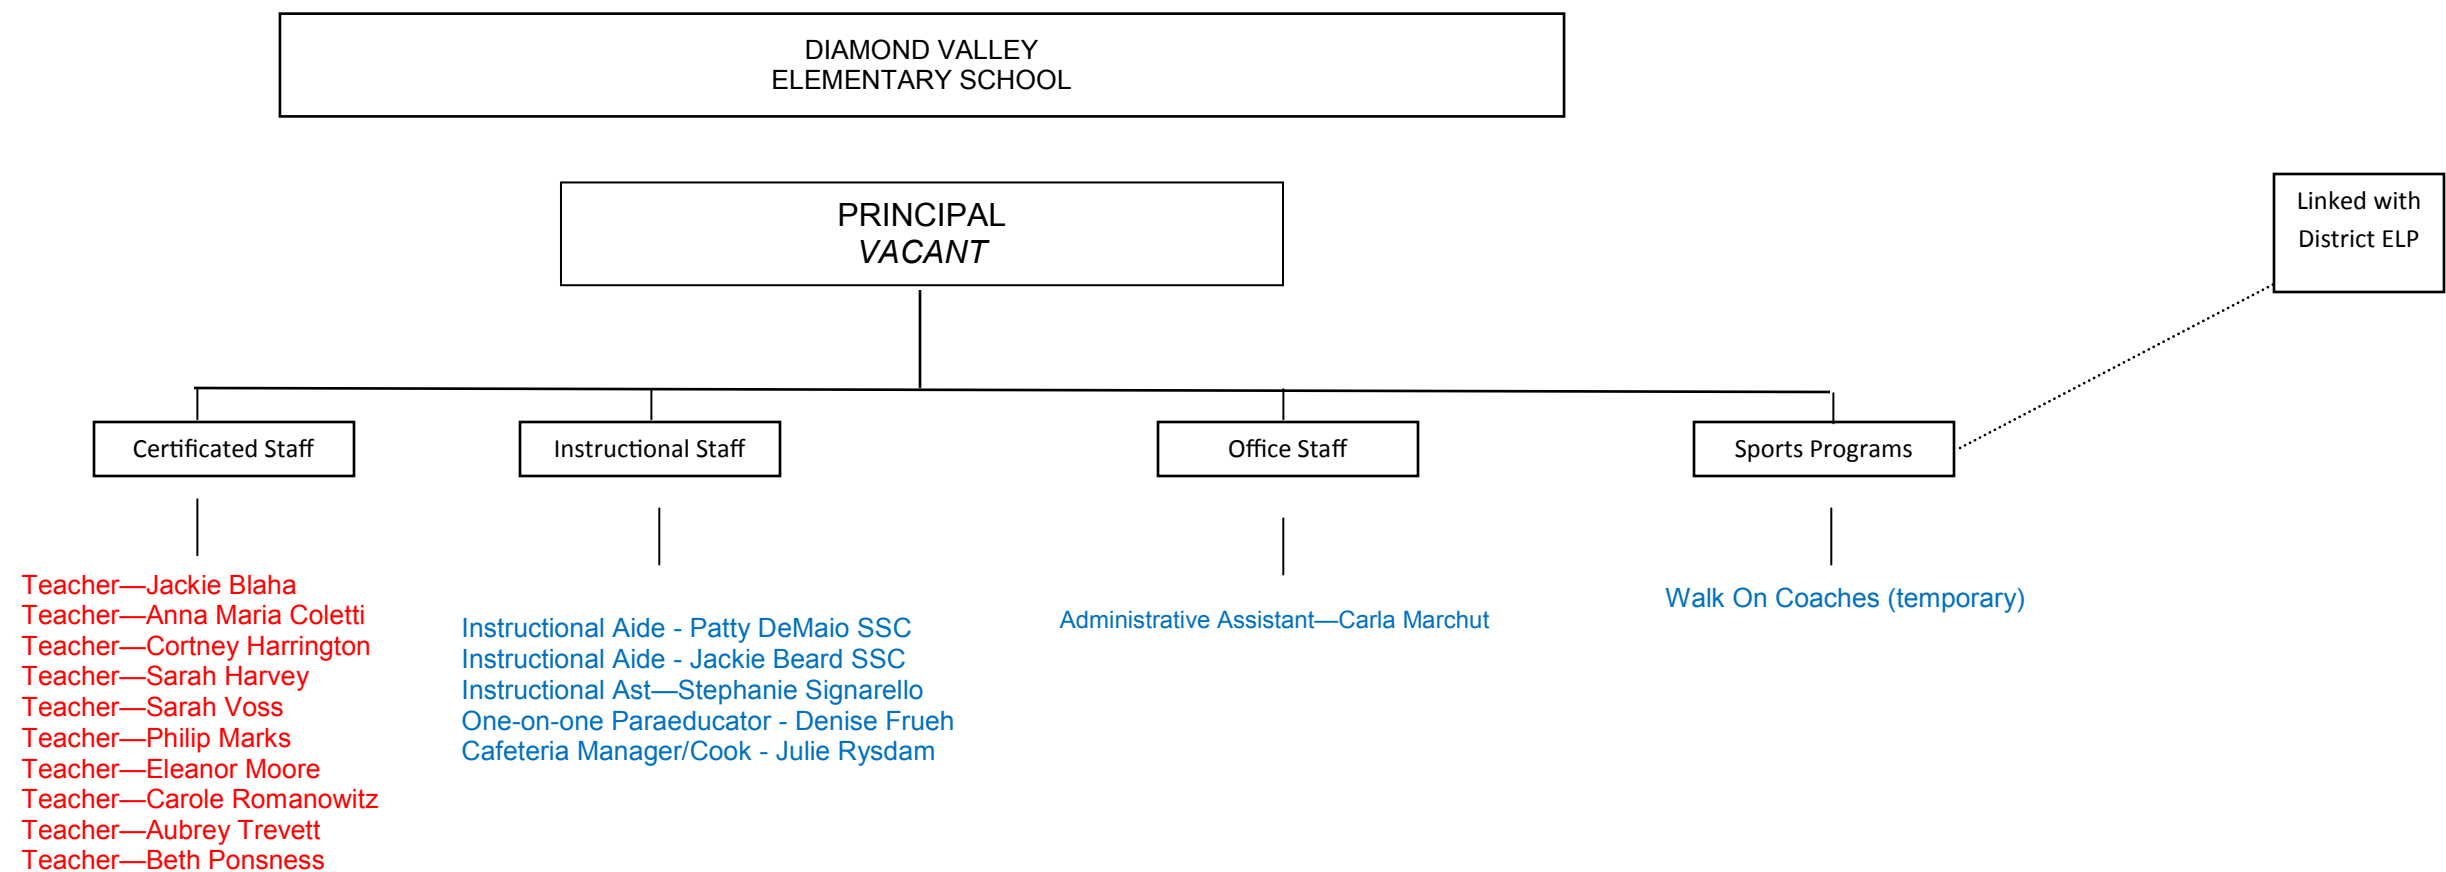 DIAMOND VALLEY
ELEMENTARY SCHOOL
PRINCIPAL
VACANT
Linked with
District ELP
Certificated Staff
Instructional Staff
Office Staff
Sports Programs
Teacher—Jackie Blaha
Teacher—Anna Maria Coletti
Teacher—Cortney Harrington
Teacher—Sarah Harvey
Teacher—Sarah Voss
Teacher—Philip Marks
Teacher—Eleanor Moore
Teacher—Carole Romanowitz
Teacher—Aubrey Trevett
Teacher—Beth Ponsness
Instructional Aide - Patty DeMaio SSC
Instructional Aide - Jackie Beard SSC
Instructional Ast—Stephanie Signarello
One-on-one Paraeducator - Denise Frueh
Cafeteria Manager/Cook - Julie Rysdam
Administrative Assistant—Carla Marchut
Walk On Coaches (temporary)